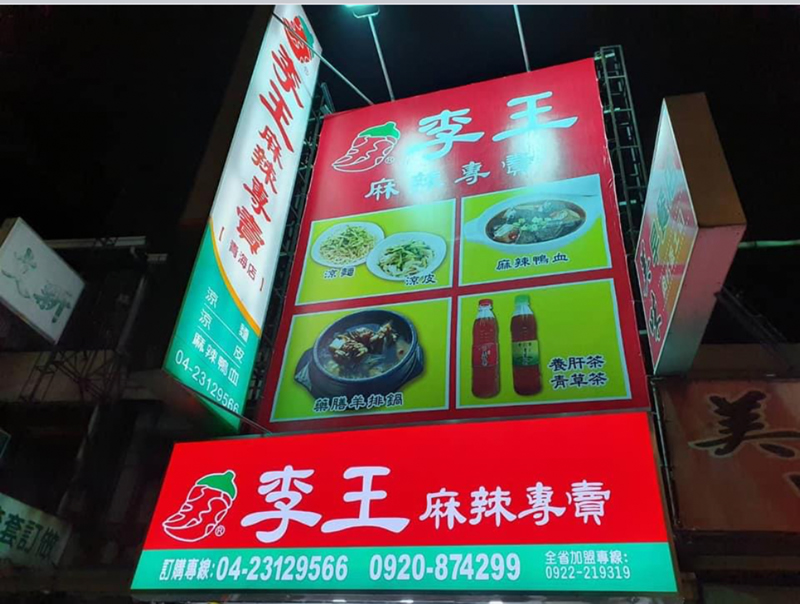 李王麻辣專賣
【青海店】
涼麵
涼皮
麻辣鴨血
04-23129566
李王
麻辣專賣
涼麵
涼皮
麻辣鴨血
藥膳羊排鍋
養肝茶
青草茶
李王麻辣專賣
訂購專線:04-23129566 0920-874299
全省加盟專線:
0922-219319
美